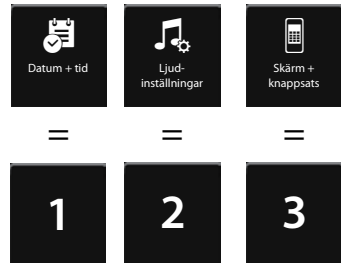 Datum + tid
Ljud-
inställningar
Skärm +
knappsats
= = =
1 2 3